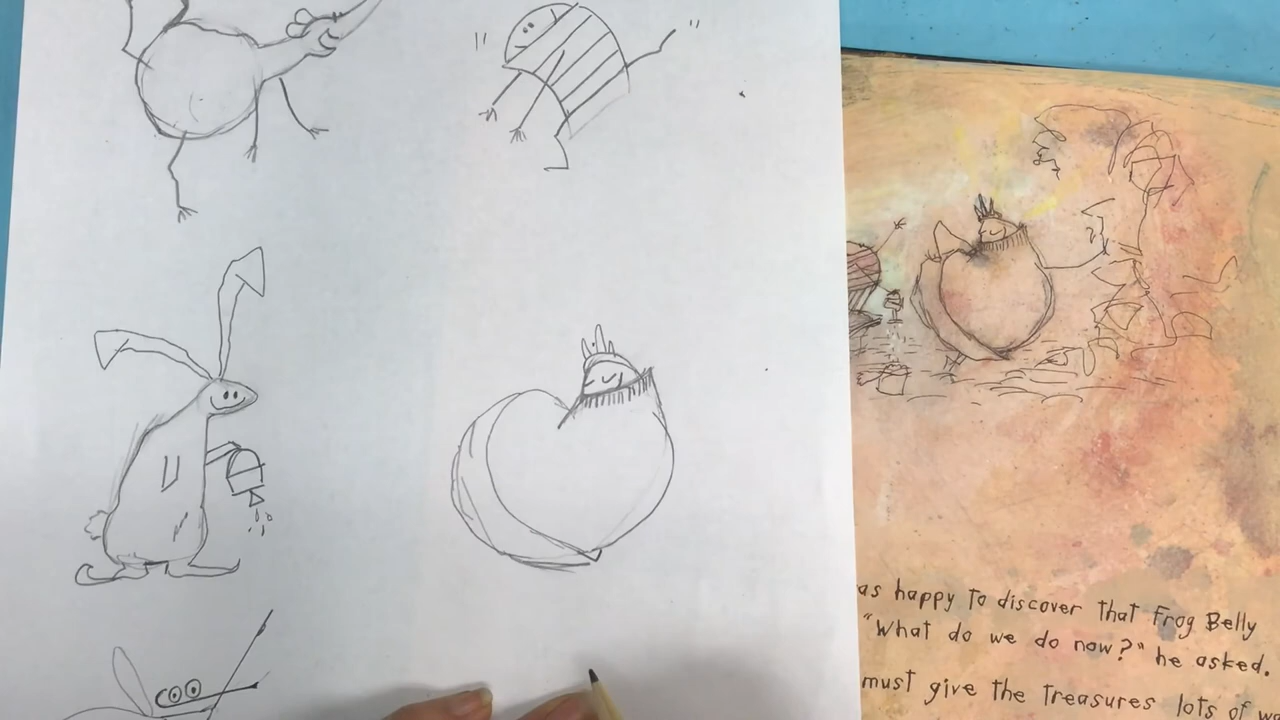 as happy to discover that Frog Belly
"What do we do now?" he asked.
must give the treasures lots of